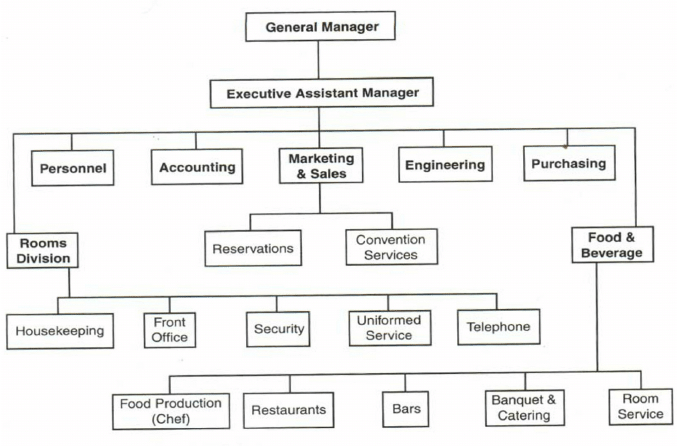 General Manager
Executive Assistant Manager
Personnel
Accounting
Marketing
& Sales
Engineering
Purchasing
Rooms
Division
Reservations
Convention
Services
Food &
Beverage
Housekeeping
Front
Office
Security
Uniformed
Service
Telephone
Food Production
(Chef)
Restaurants
Bars
Banquet &
Catering
Room
Service